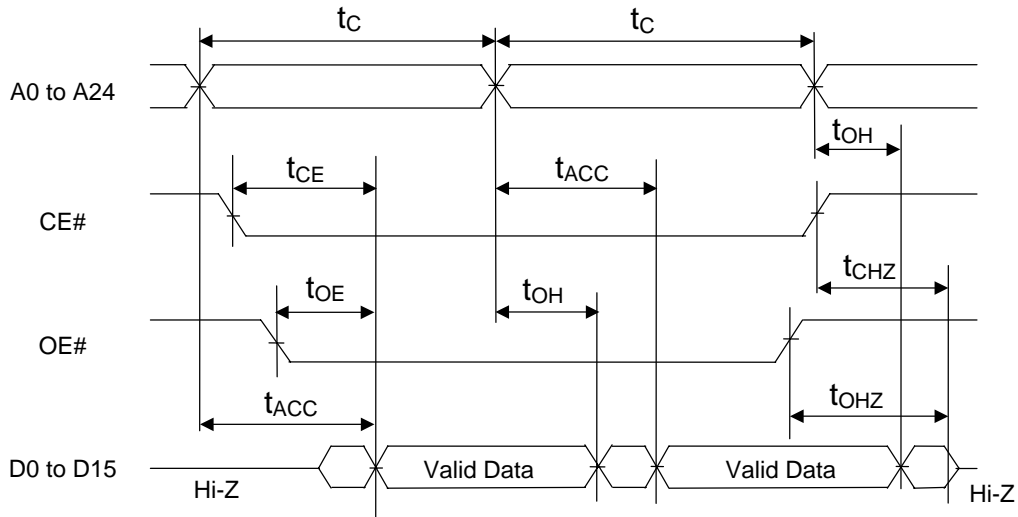 tC tC
A0 to A24
tOH
tCE tACC
CE#
tCHZ
tOE tOH
OE#
tACC tOHZ
D0 to D15 Valid Data Valid Data
Hi-Z Hi-Z